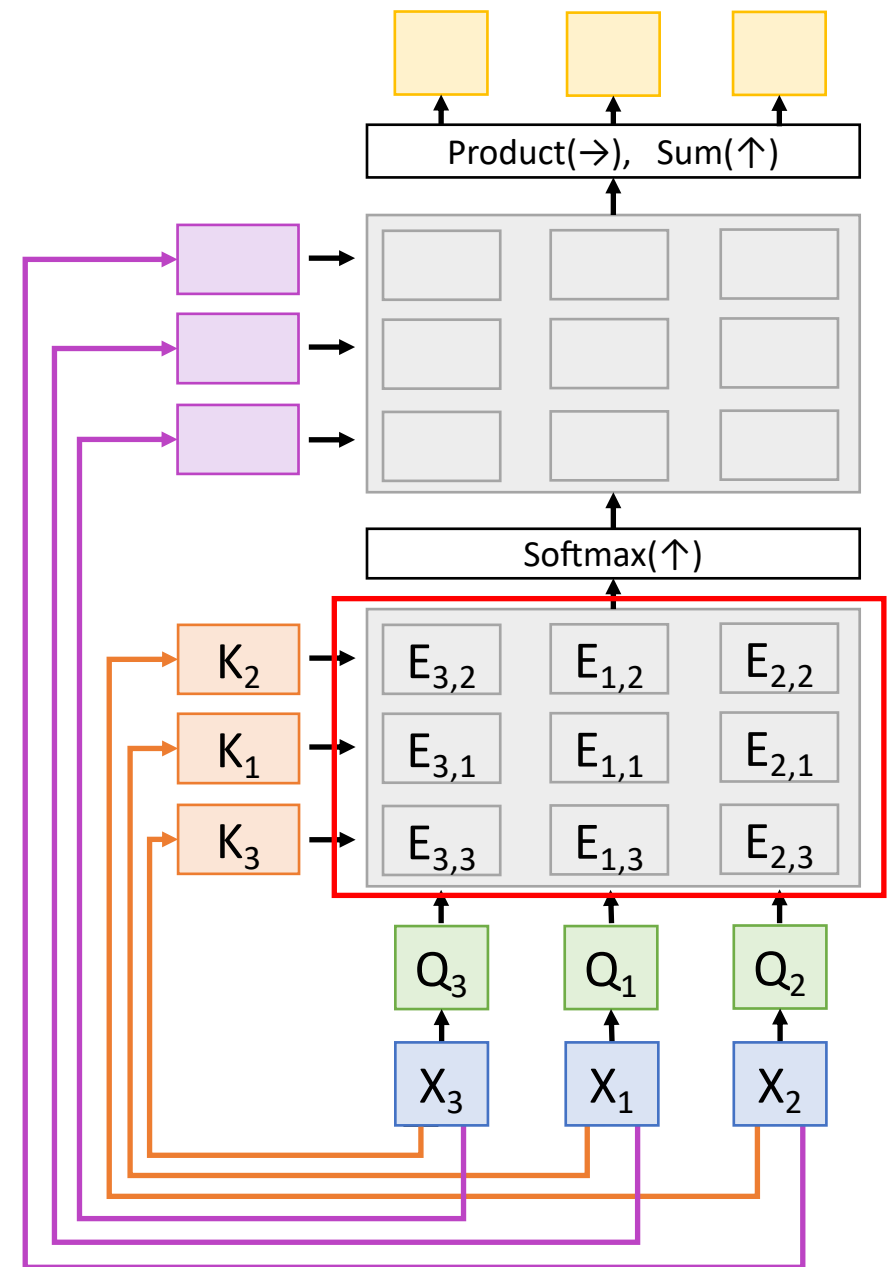 Product(→), Sum(↑)
Softmax(↑)
K₂ E₃,₂ E₁,₂ E₂,₂
K₁ E₃,₁ E₁,₁ E₂,₁
K₃ E₃,₃ E₁,₃ E₂,₃
Q₃ Q₁ Q₂
X₃ X₁ X₂